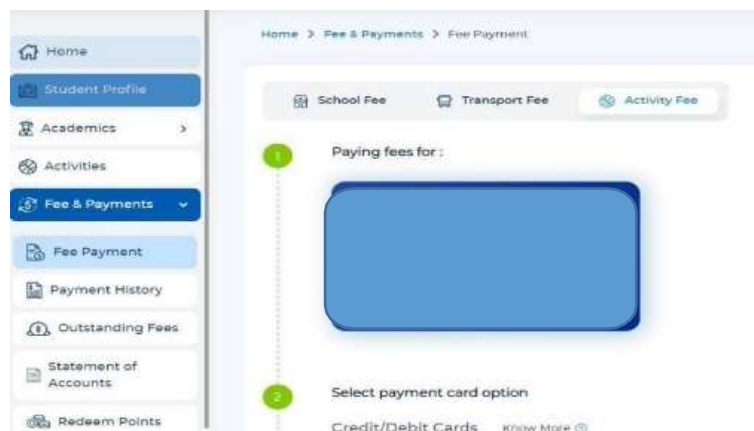 Home > Fee & Payments > Fee Payment
Home
Student Profile
Academics >
Activities
Fee & Payments
Fee Payment
Payment History
Outstanding Fees
Statement of
Accounts
Redeem Points
School Fee Transport Fee Activity Fee
1 Paying fees for :
2 Select payment card option
Credit/Debit Cards Know More